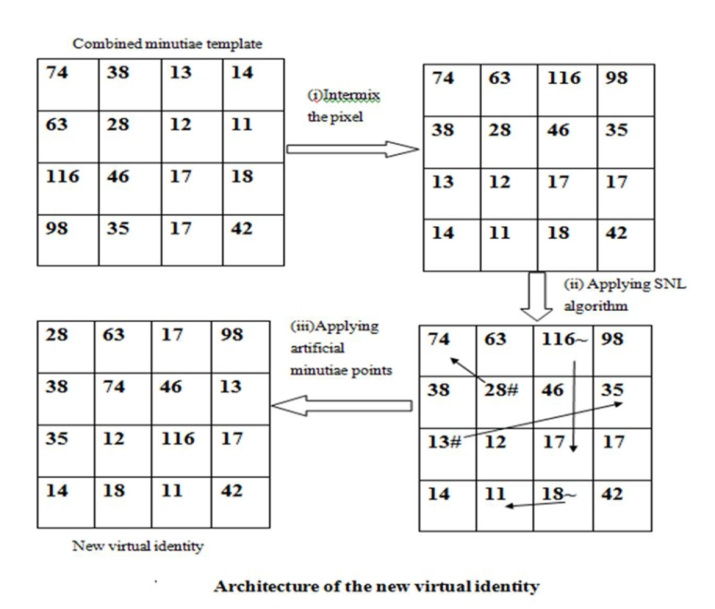 Combined minutiae template
74 38 13 14
63 28 12 11
116 46 17 18
98 35 17 42
(i)Intermix
the pixel
74 63 116 98
38 28 46 35
13 12 17 17
14 11 18 42
(ii) Applying SNL
algorithm
74 63 116~ 98
38 28# 46 35
13# 12 17 17
14 11 18~ 42
(iii)Applying
artificial
minutiae points
28 63 17 98
38 74 46 13
35 12 116 17
14 18 11 42
New virtual identity
Architecture of the new virtual identity